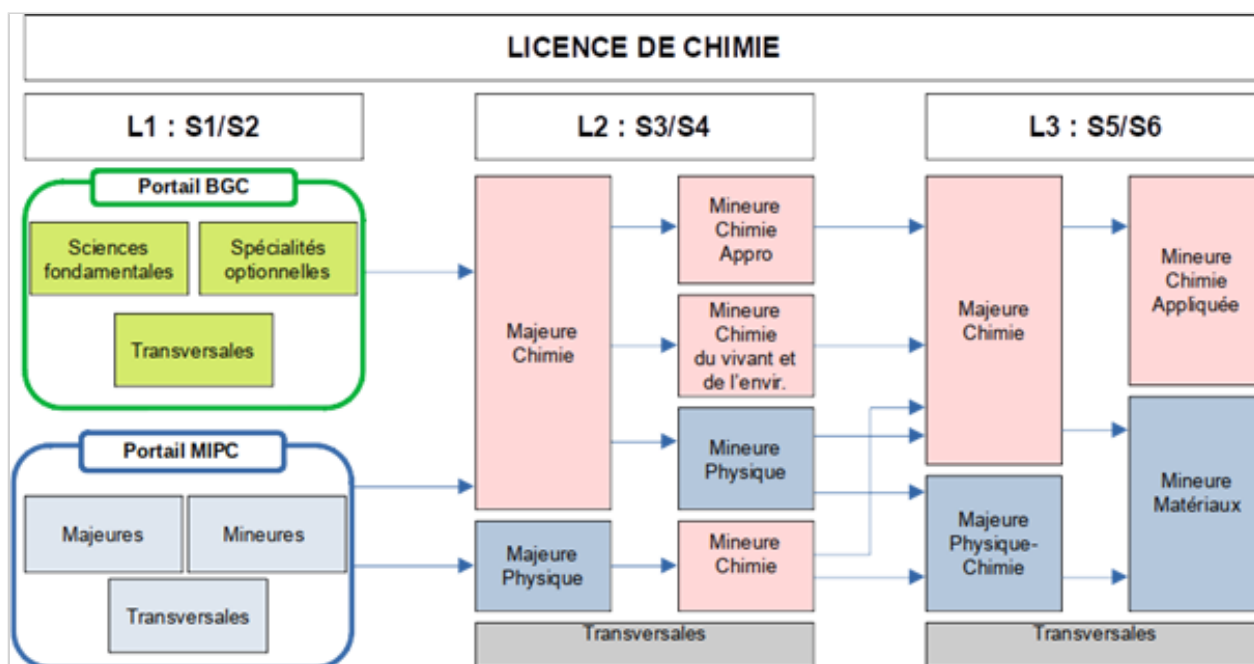 LICENCE DE CHIMIE
L1 : S1/S2
L2 : S3/S4
L3 : S5/S6
Portail BGC
Sciences
fondamentales
Spécialités
optionnelles
Transversales
Portail MIPC
Majeures
Mineures
Transversales
Majeure
Chimie
Majeure
Physique
Mineure
Chimie
Appro
Mineure
Chimie
du vivant et
de l'envir.
Mineure
Physique
Mineure
Chimie
Transversales
Majeure
Chimie
Majeure
Physique-
Chimie
Mineure
Chimie
Appliquée
Mineure
Matériaux
Transversales